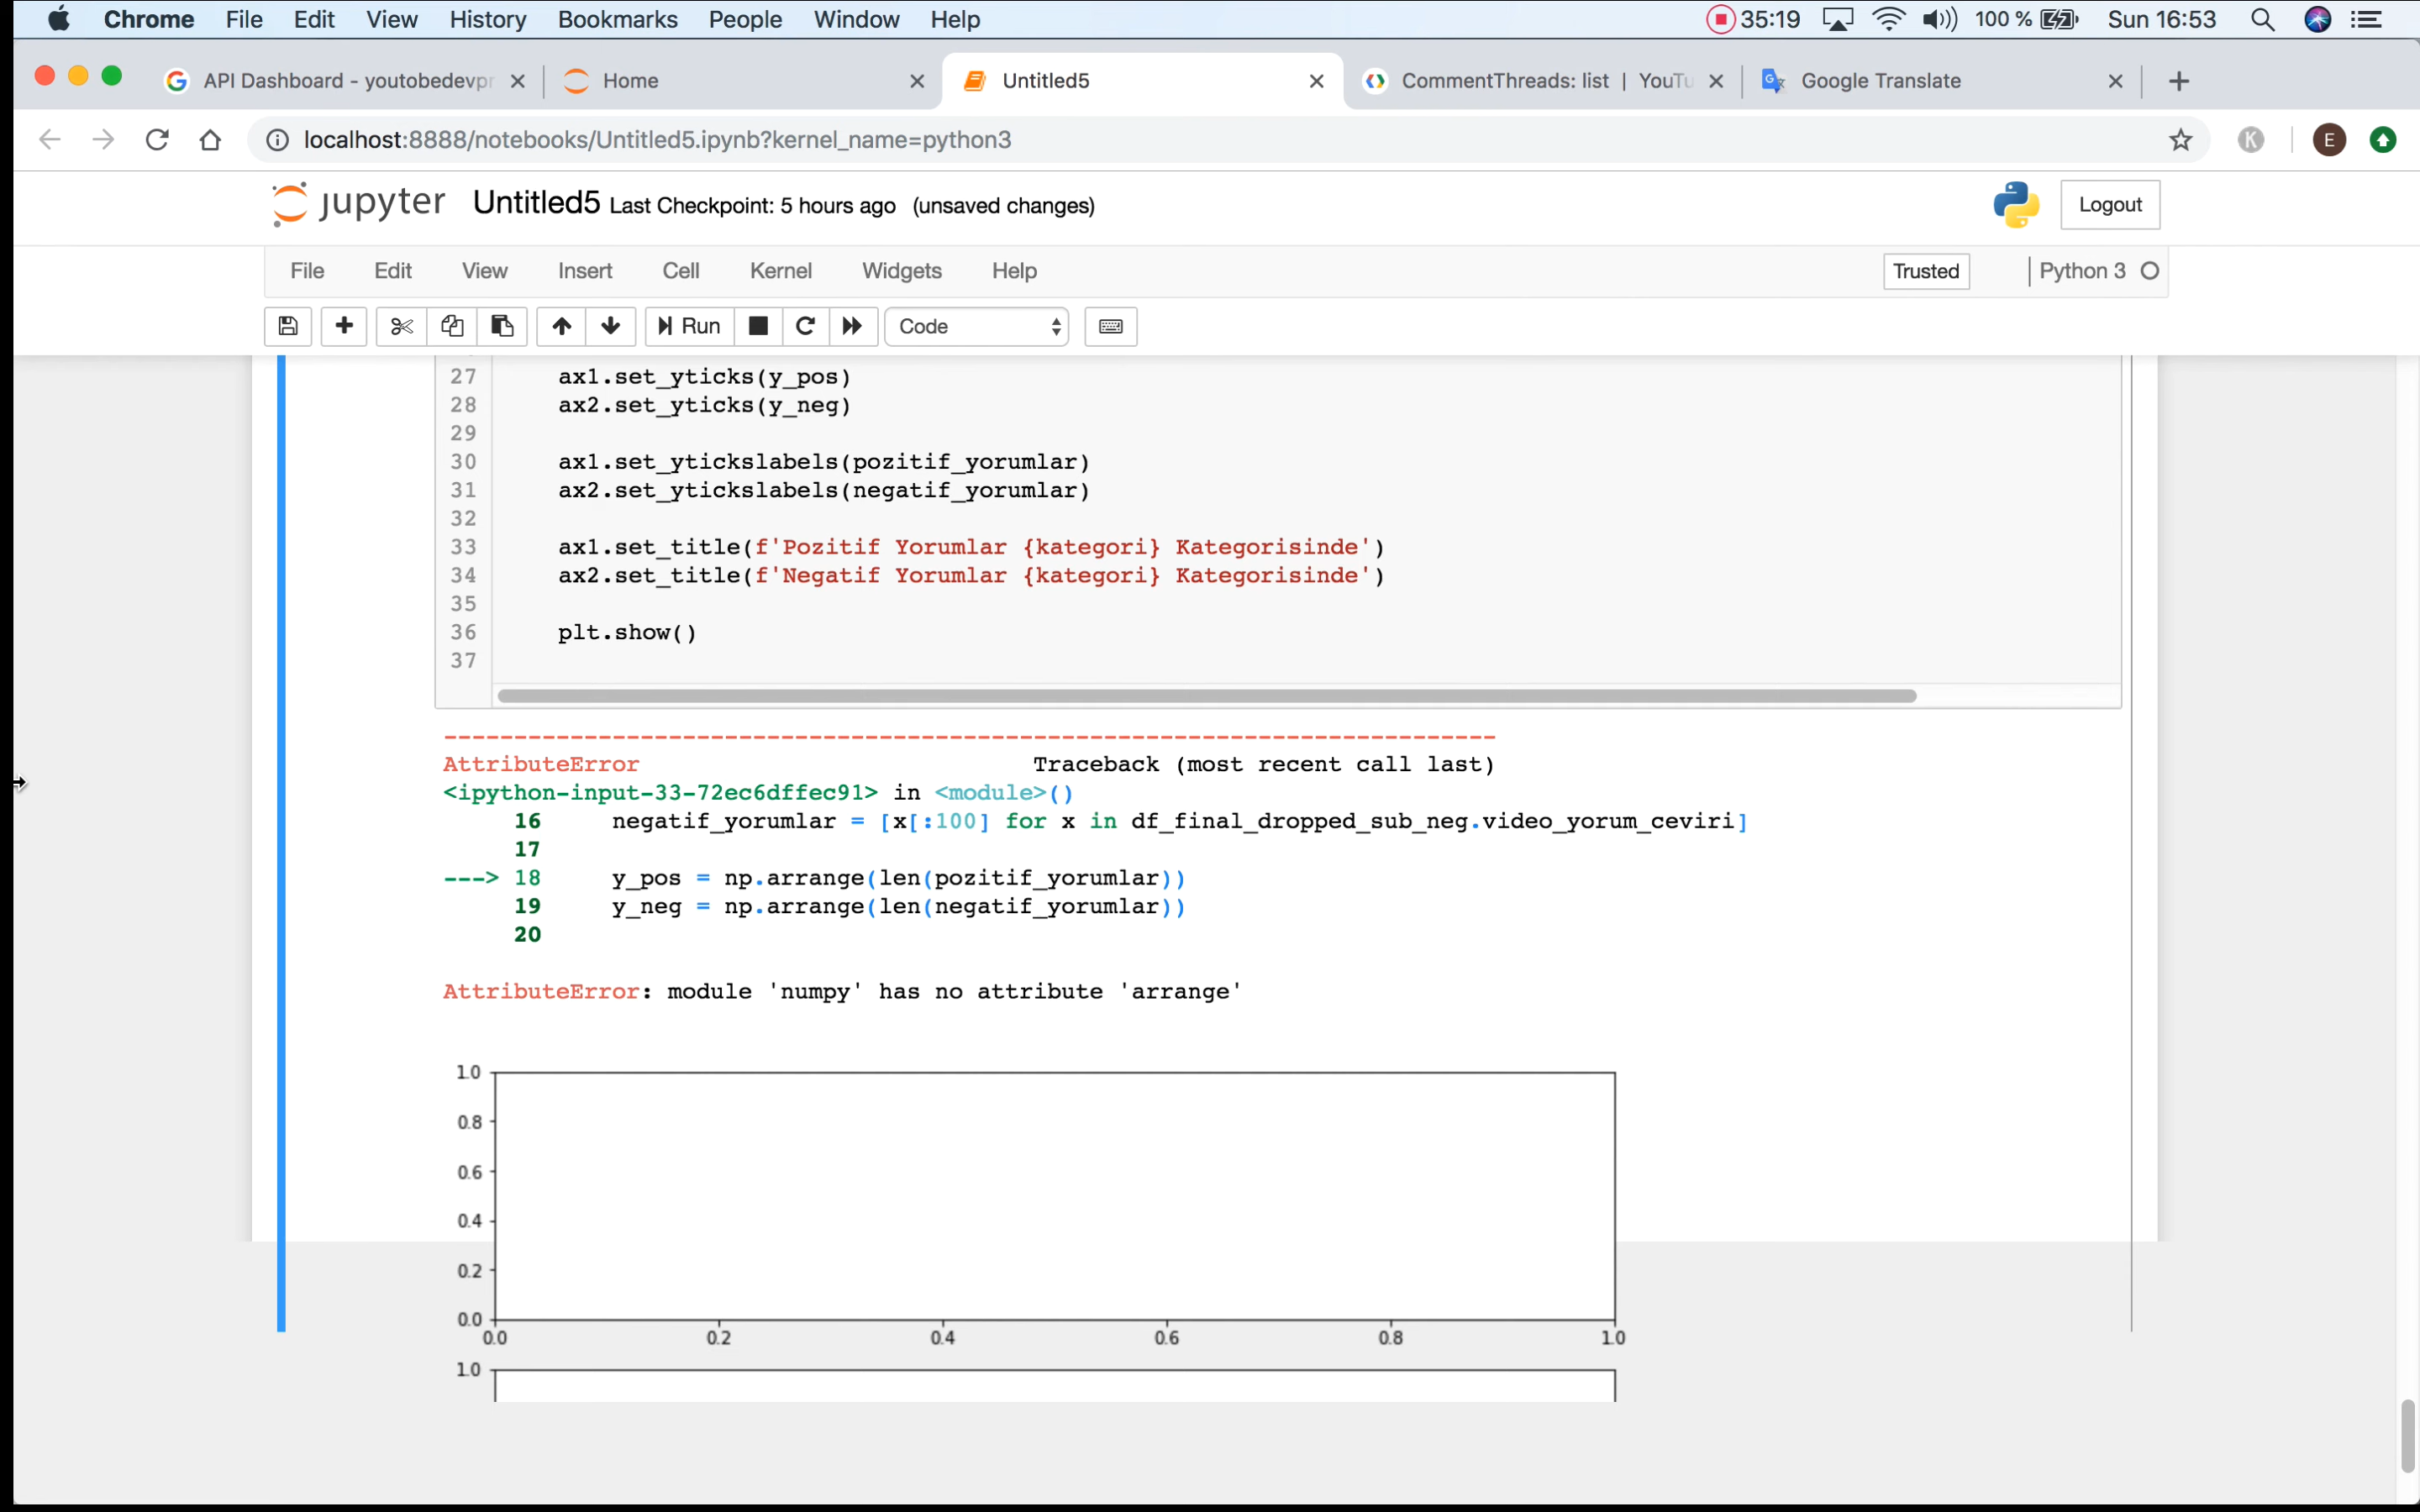 Chrome File Edit View History Bookmarks People Window Help 35:19 100 % Sun 16:53
API Dashboard - youtobedevpr Home Untitled5 CommentThreads: list | YouTu Google Translate
localhost:8888/notebooks/Untitled5.ipynb?kernel_name=python3 K E
jupyter Untitled5 Last Checkpoint: 5 hours ago (unsaved changes) Logout
File Edit View Insert Cell Kernel Widgets Help Trusted Python 3
Run Code
27 ax1.set_yticks(y_pos)
28 ax2.set_yticks(y_neg)
29
30 ax1.set_ytickslabels(pozitif_yorumlar)
31 ax2.set_ytickslabels(negatif_yorumlar)
32
33 ax1.set_title(f'Pozitif Yorumlar {kategori} Kategorisinde')
34 ax2.set_title(f'Negatif Yorumlar {kategori} Kategorisinde')
35
36 plt.show()
37
---------------------------------------------------------------------------
AttributeError Traceback (most recent call last)
<ipython-input-33-72ec6dffec91> in <module>()
16 negatif_yorumlar = [x[:100] for x in df_final_dropped_sub_neg.video_yorum_ceviri]
17
---> 18 y_pos = np.arrange(len(pozitif_yorumlar))
19 y_neg = np.arrange(len(negatif_yorumlar))
20
AttributeError: module 'numpy' has no attribute 'arrange'
1.0
0.8
0.6
0.4
0.2
0.0
0.0 0.2 0.4 0.6 0.8 1.0
1.0